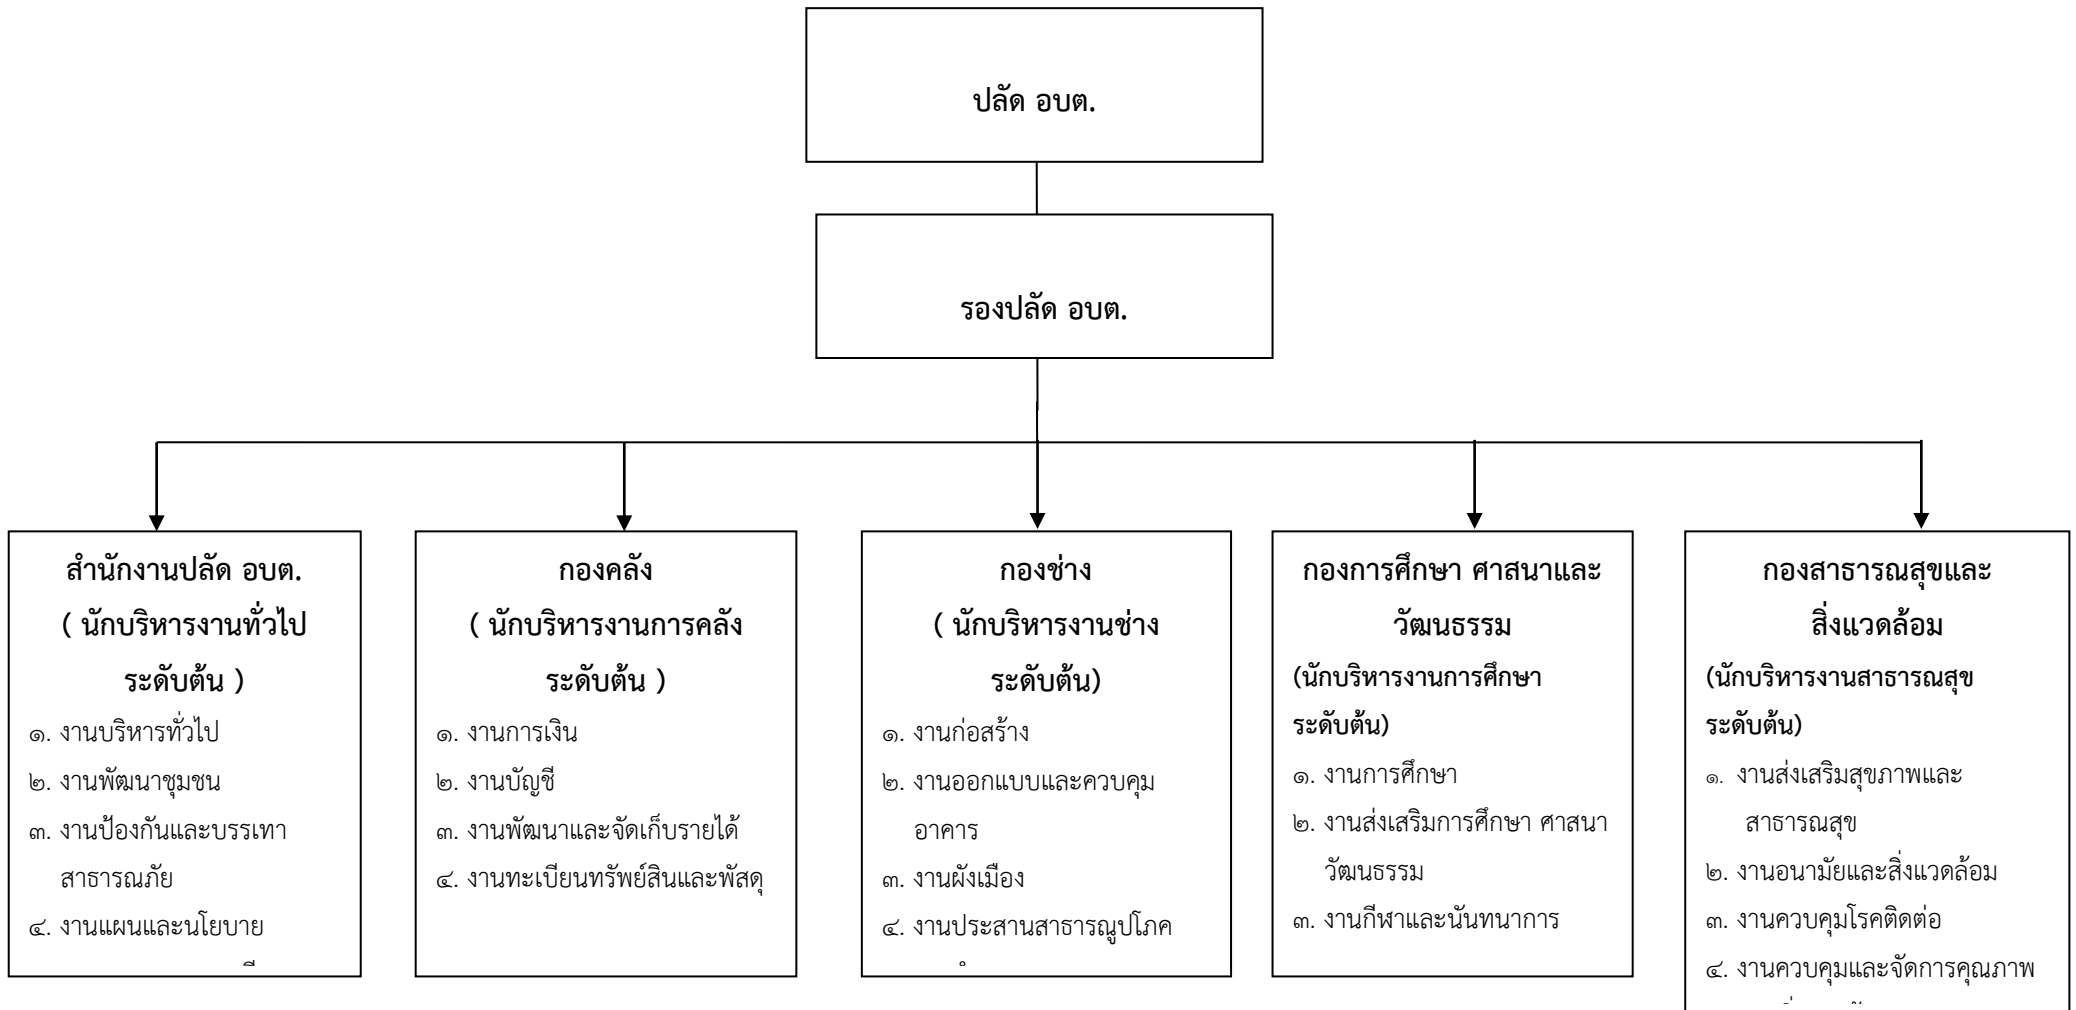 ปลัด อบต.
รองปลัด อบต.
สำนักงานปลัด อบต.
( นักบริหารงานทั่วไป
ระดับต้น )
๑. งานบริหารทั่วไป
๒. งานพัฒนาชุมชน
๓. งานป้องกันและบรรเทา
สาธารณภัย
๔. งานแผนและนโยบาย
กองคลัง
( นักบริหารงานการคลัง
ระดับต้น )
๑. งานการเงิน
๒. งานบัญชี
๓. งานพัฒนาและจัดเก็บรายได้
๔. งานทะเบียนทรัพย์สินและพัสดุ
กองช่าง
( นักบริหารงานช่าง
ระดับต้น)
๑. งานก่อสร้าง
๒. งานออกแบบและควบคุม
อาคาร
๓. งานผังเมือง
๔. งานประสานสาธารณูปโภค
กองการศึกษา ศาสนาและ
วัฒนธรรม
(นักบริหารงานการศึกษา
ระดับต้น)
๑. งานการศึกษา
๒. งานส่งเสริมการศึกษา ศาสนา
วัฒนธรรม
๓. งานกีฬาและนันทนาการ
กองสาธารณสุขและ
สิ่งแวดล้อม
(นักบริหารงานสาธารณสุข
ระดับต้น)
๑. งานส่งเสริมสุขภาพและ
สาธารณสุข
๒. งานอนามัยและสิ่งแวดล้อม
๓. งานควบคุมโรคติดต่อ
๔. งานควบคุมและจัดการคุณภาพ